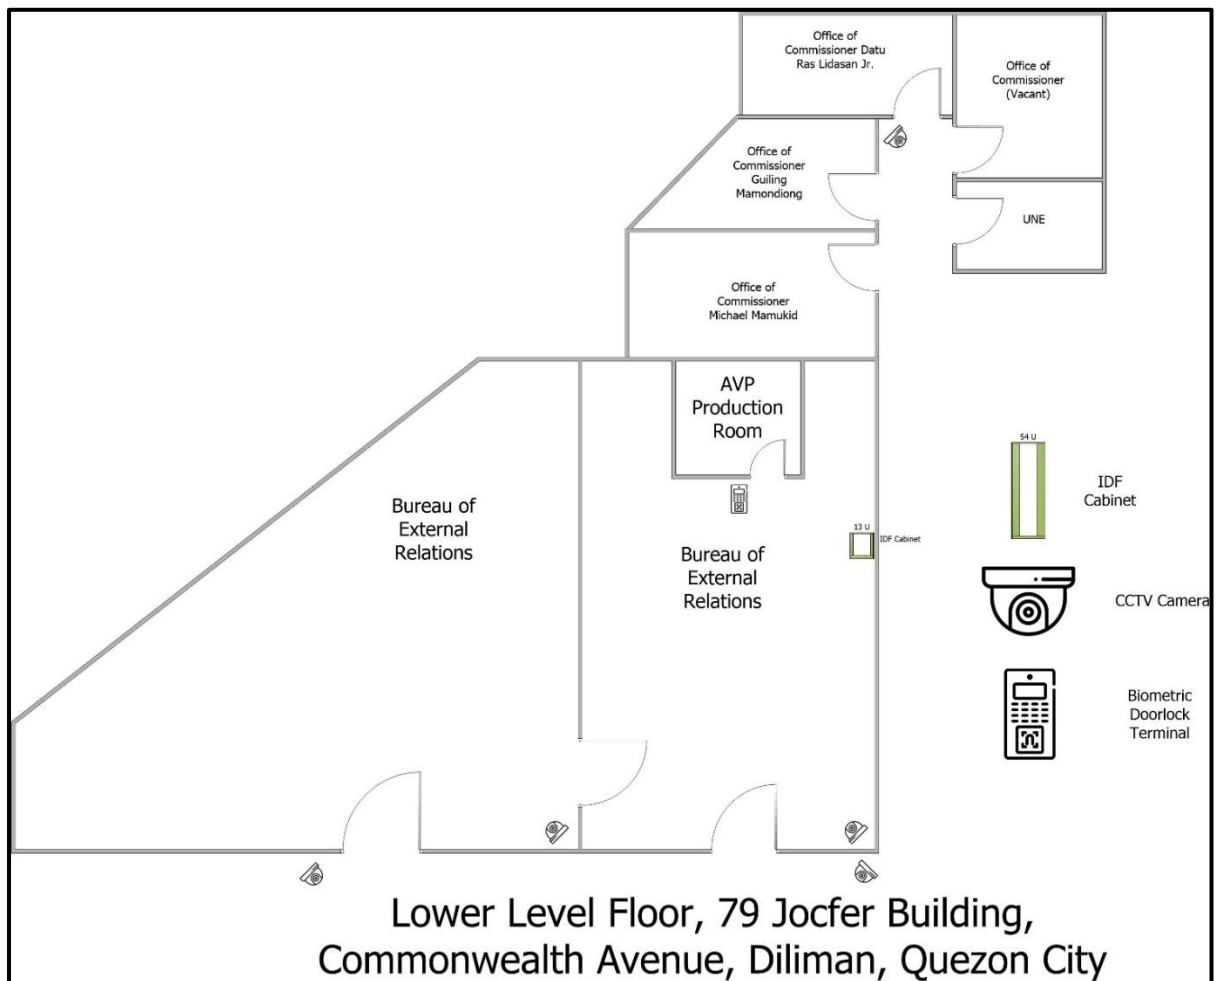 Office of
Commissioner Datu
Ras Lidasan Jr.
Office of
Commissioner
(Vacant)
Office of
Commissioner
Guiling
Mamondiong
UNE
Office of
Commissioner
Michael Mamukid
AVP
Production
Room
54 U
IDF
Cabinet
Bureau of
External
Relations
13 U
IDF Cabinet
Bureau of
External
Relations
CCTV Camera
Biometric
Doorlock
Terminal
Lower Level Floor, 79 Jocfer Building,
Commonwealth Avenue, Diliman, Quezon City